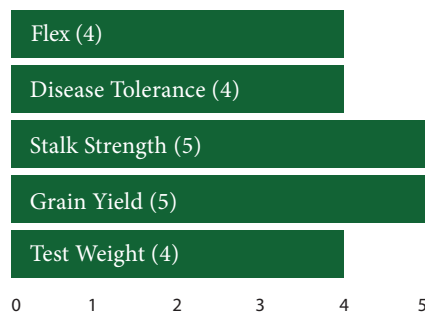 Flex (4)
Disease Tolerance (4)
Stalk Strength (5)
Grain Yield (5)
Test Weight (4)
0 1 2 3 4 5